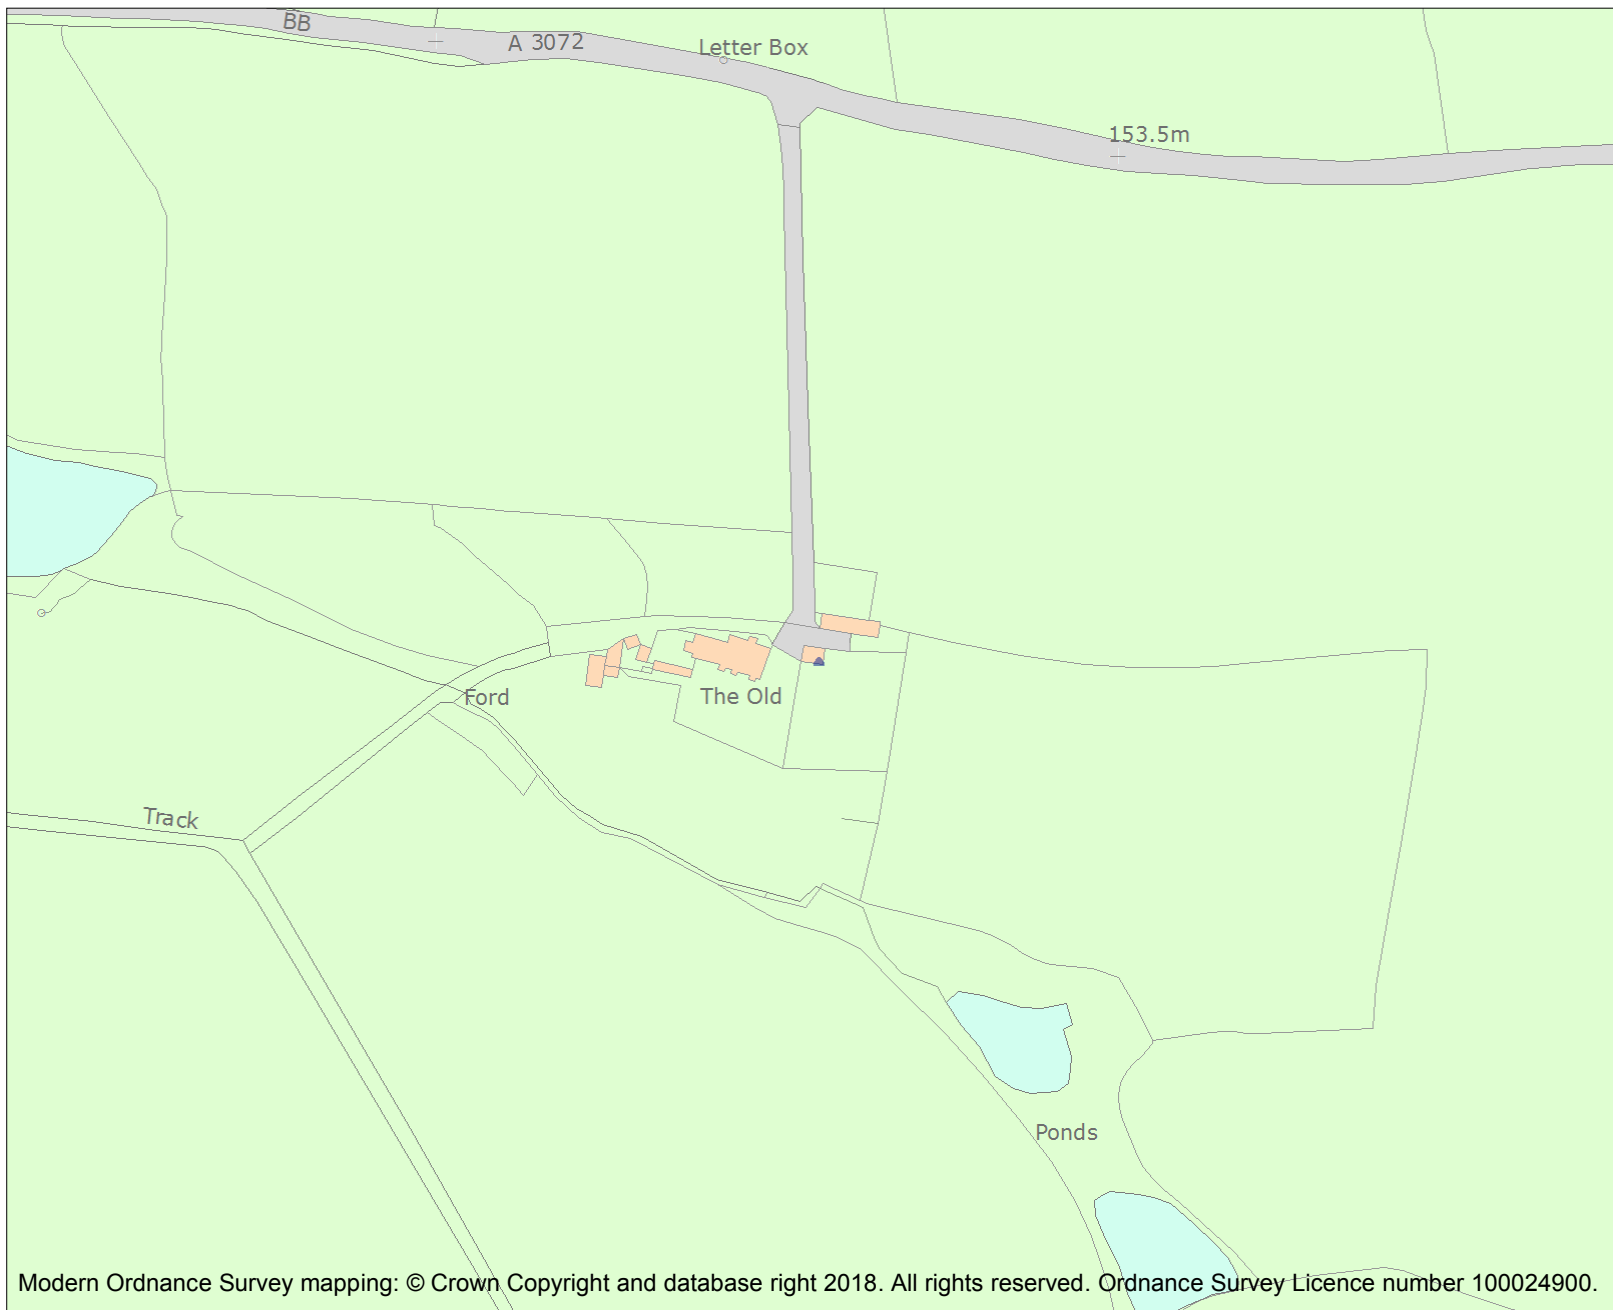 BB
A 3072
Letter Box
153.5m
Ford
The Old
Track
Ponds
Modern Ordnance Survey mapping: © Crown Copyright and database right 2018. All rights reserved. Ordnance Survey Licence number 100024900.